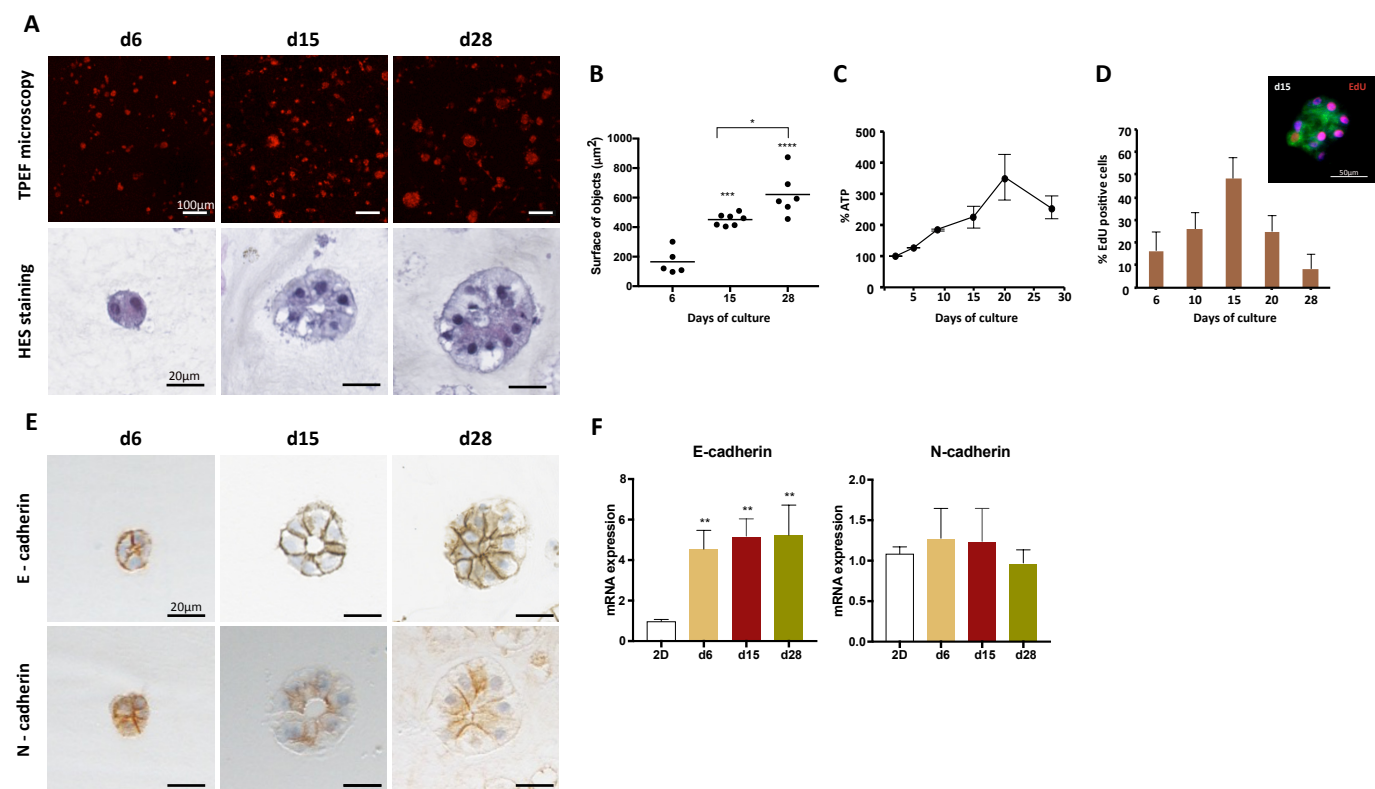 A
d6
d15
d28
TPEF microscopy
100μm
HES staining
20μm
B
Surface of objects (μm²)
1000
800
600
400
200
0
*
***
****
6
15
28
Days of culture
C
% ATP
500
400
300
200
100
0
5
10
15
20
25
30
Days of culture
D
d15
EdU
50μm
% EdU positive cells
70
60
50
40
30
20
10
0
6
10
15
20
28
Days of culture
E
d6
d15
d28
E - cadherin
20μm
N - cadherin
F
E-cadherin
mRNA expression
8
6
4
2
0
**
**
**
2D
d6
d15
d28
N-cadherin
mRNA expression
2.0
1.5
1.0
0.5
0.0
2D
d6
d15
d28